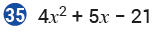 35 4x² + 5x − 21